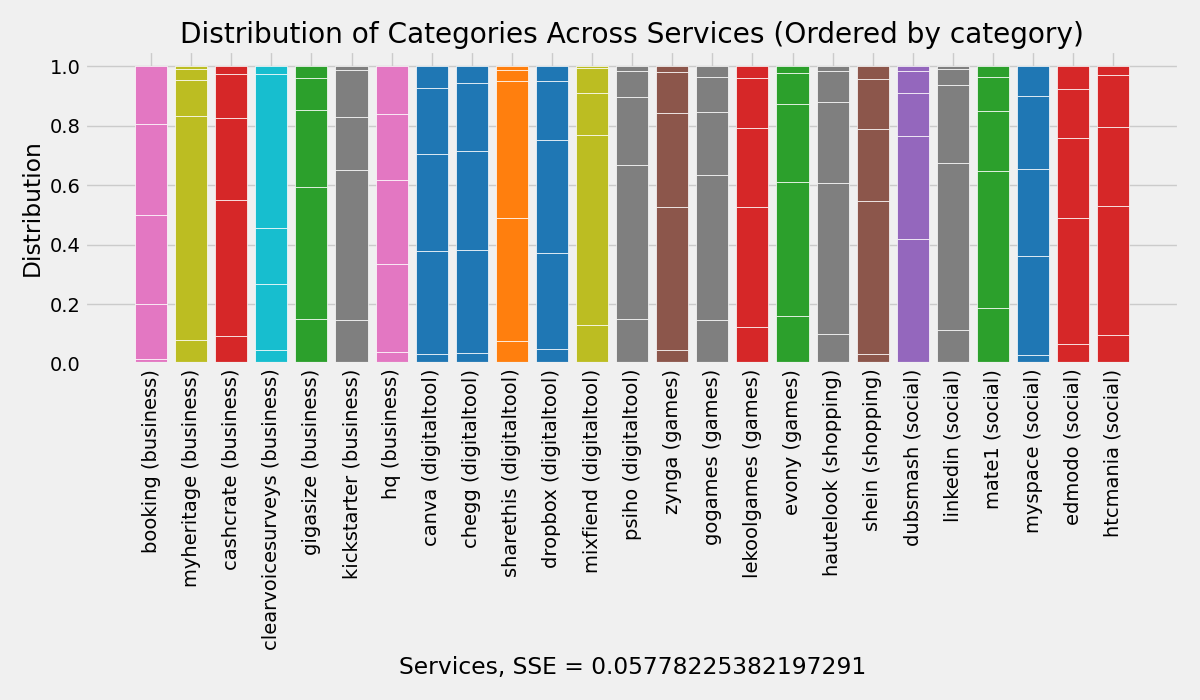 Distribution of Categories Across Services (Ordered by category)
Distribution
1.0
0.8
0.6
0.4
0.2
0.0
booking (business)
myheritage (business)
cashcrate (business)
clearvoicesurveys (business)
gigasize (business)
kickstarter (business)
hq (business)
canva (digitaltool)
chegg (digitaltool)
sharethis (digitaltool)
dropbox (digitaltool)
mixfiend (digitaltool)
psiho (digitaltool)
zynga (games)
gogames (games)
lekoolgames (games)
evony (games)
hautelook (shopping)
shein (shopping)
dubsmash (social)
linkedin (social)
mate1 (social)
myspace (social)
edmodo (social)
htcmania (social)
Services, SSE = 0.05778225382197291